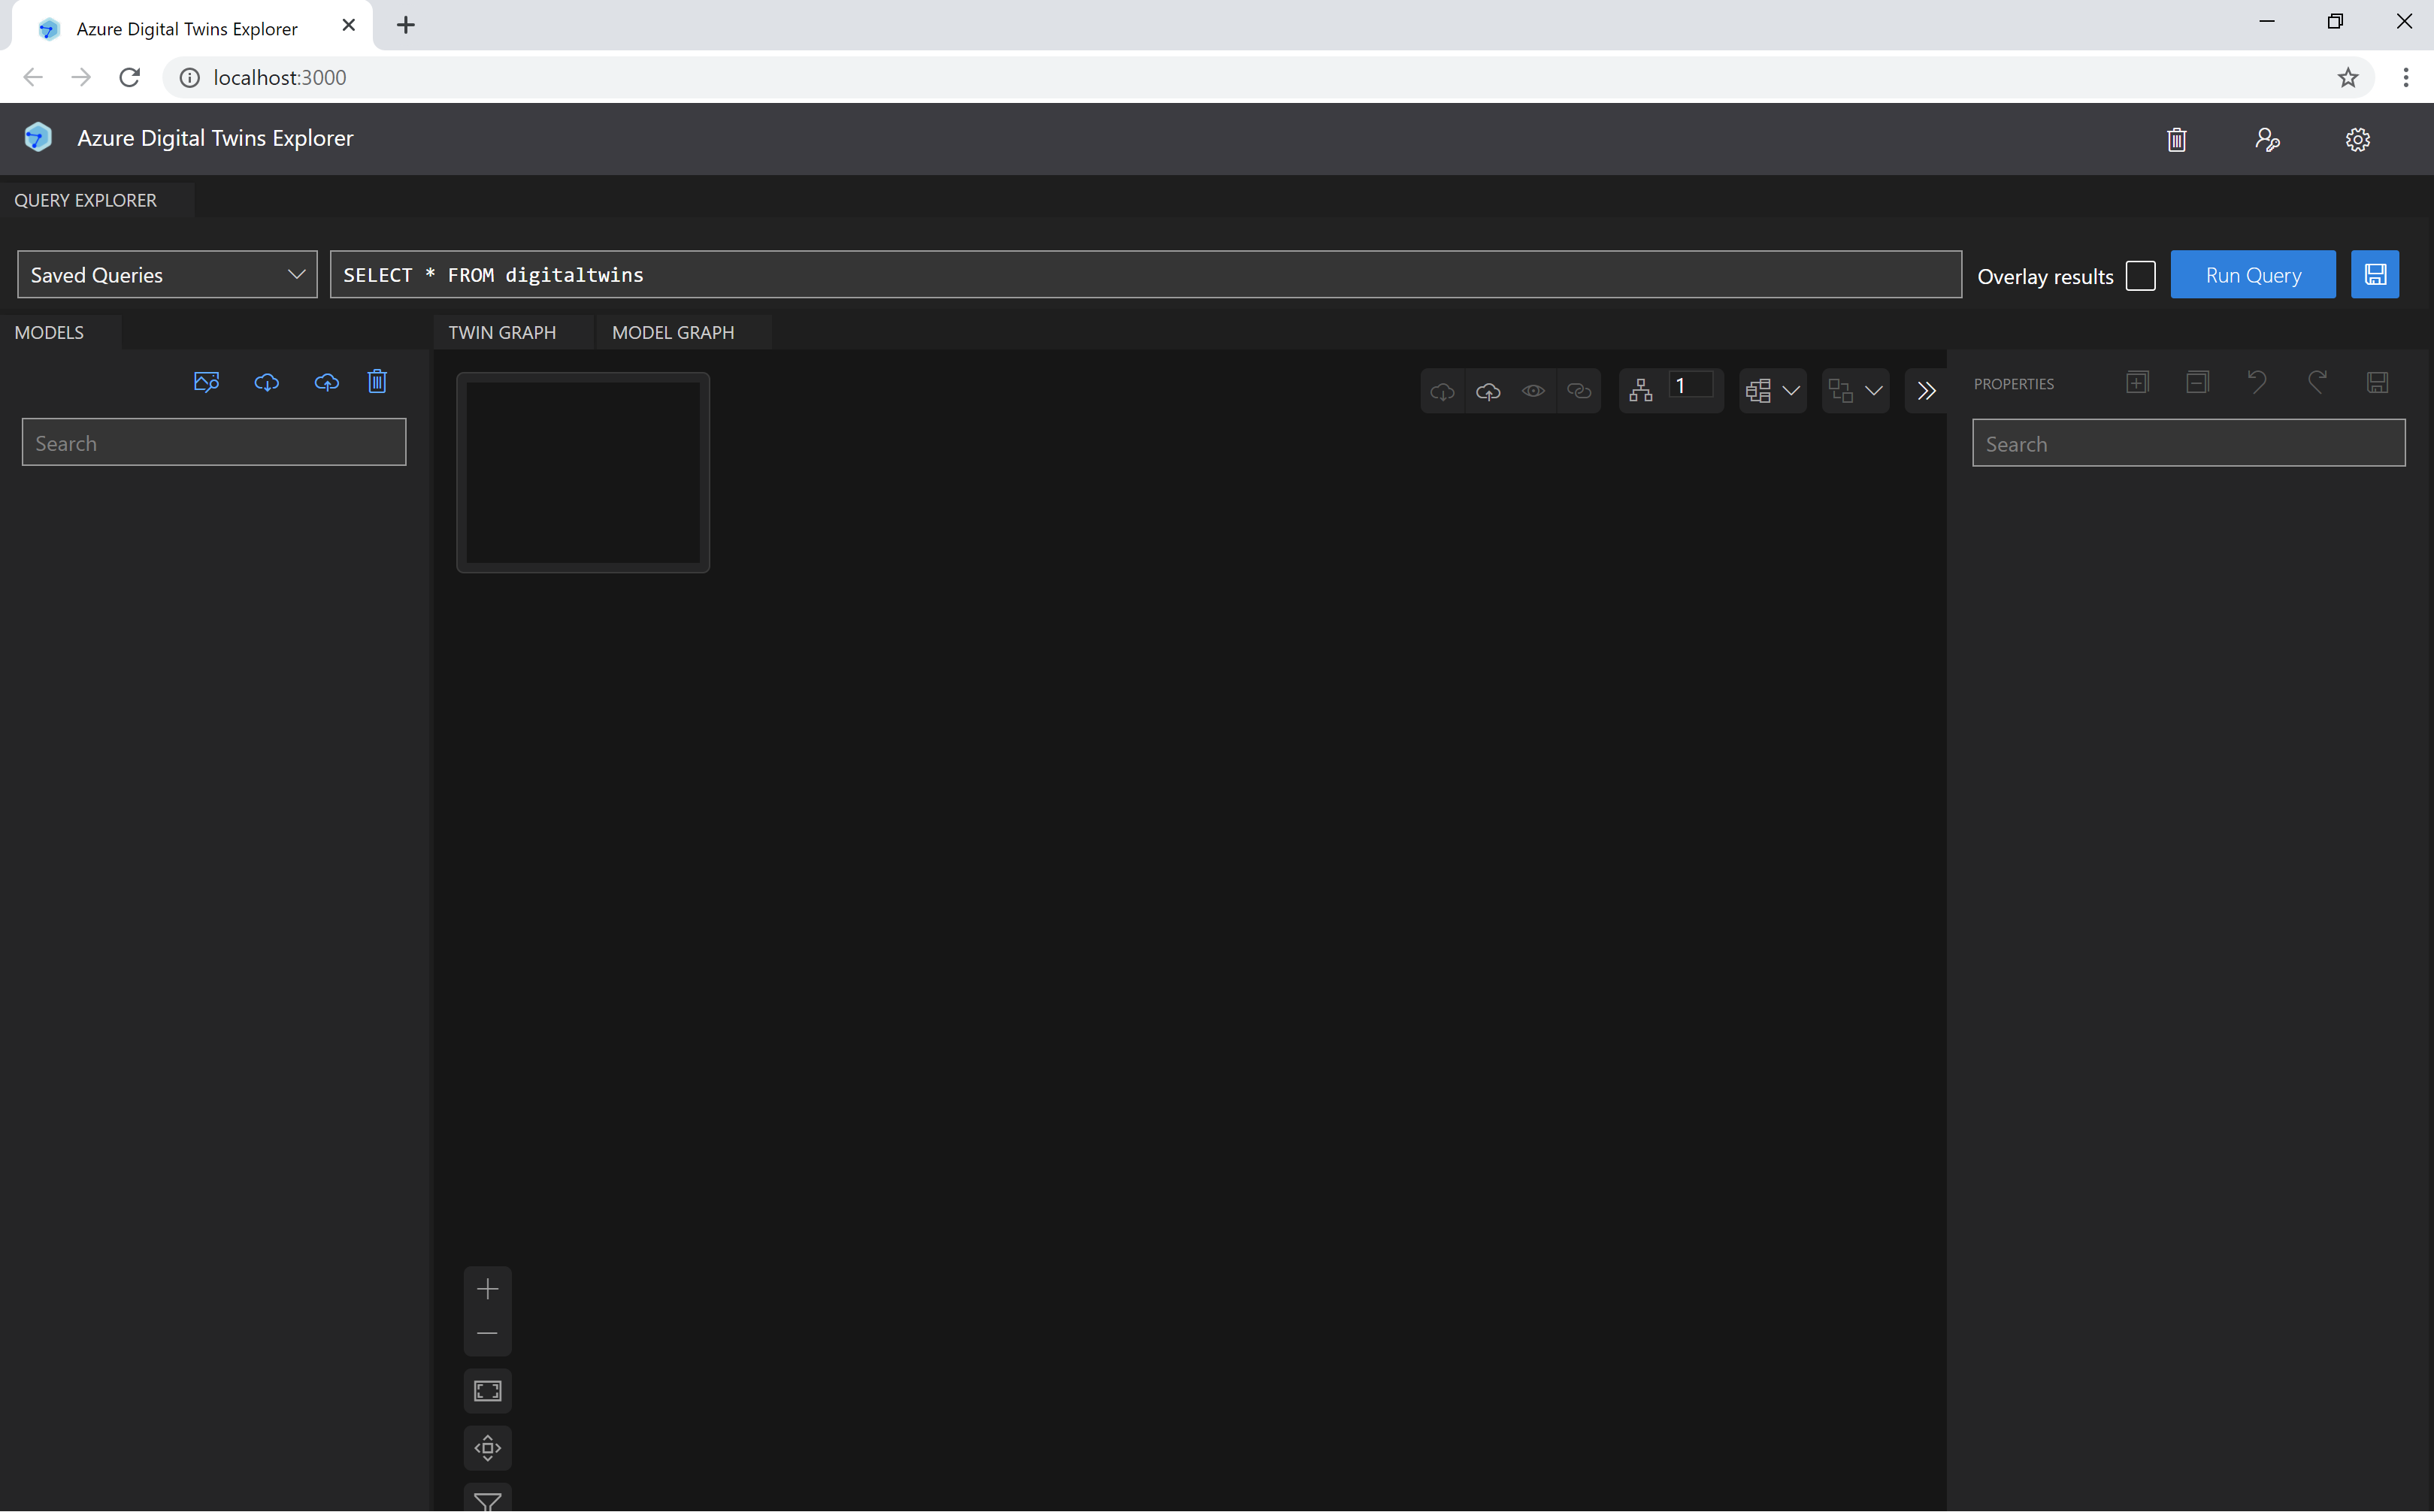 Azure Digital Twins Explorer
localhost:3000
Azure Digital Twins Explorer
QUERY EXPLORER
Saved Queries
SELECT * FROM digitaltwins
Overlay results
Run Query
MODELS
TWIN GRAPH
MODEL GRAPH
1
PROPERTIES
Search
Search